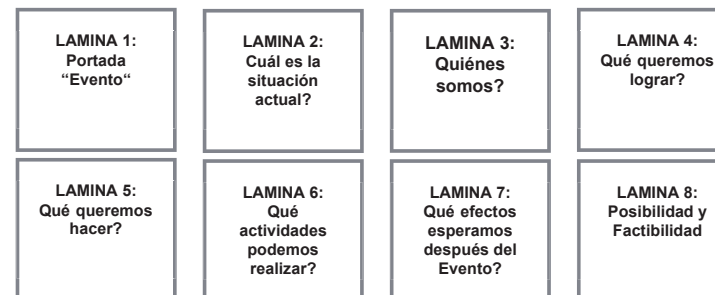 LAMINA 1:
Portada
“Evento“
LAMINA 2:
Cuál es la
situación
actual?
LAMINA 3:
Quiénes
somos?
LAMINA 4:
Qué queremos
lograr?
LAMINA 5:
Qué queremos
hacer?
LAMINA 6:
Qué
actividades
podemos
realizar?
LAMINA 7:
Qué efectos
esperamos
después del
Evento?
LAMINA 8:
Posibilidad y
Factibilidad